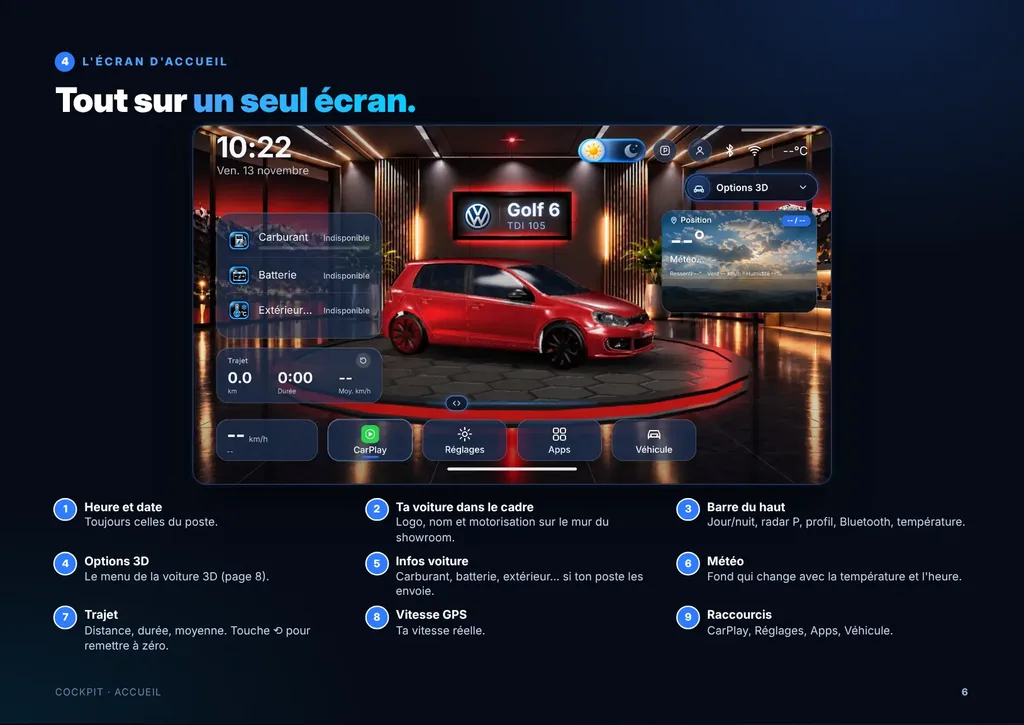 4 L'ÉCRAN D'ACCUEIL
Tout sur un seul écran.
10:22
Ven. 13 novembre
P
--°C
Options 3D
Golf 6
TDI 105
Position
-- / --
--°
Météo...
Carburant Indisponible
Batterie Indisponible
Extérieur... Indisponible
Trajet
0.0 0:00 --
km Durée Moy. km/h
-- km/h
--
CarPlay
Réglages
Apps
Véhicule
1 Heure et date
Toujours celles du poste.
2 Ta voiture dans le cadre
Logo, nom et motorisation sur le mur du
showroom.
3 Barre du haut
Jour/nuit, radar P, profil, Bluetooth, température.
4 Options 3D
Le menu de la voiture 3D (page 8).
5 Infos voiture
Carburant, batterie, extérieur... si ton poste les
envoie.
6 Météo
Fond qui change avec la température et l'heure.
7 Trajet
Distance, durée, moyenne. Touche ⟲ pour
remettre à zéro.
8 Vitesse GPS
Ta vitesse réelle.
9 Raccourcis
CarPlay, Réglages, Apps, Véhicule.
COCKPIT · ACCUEIL
6